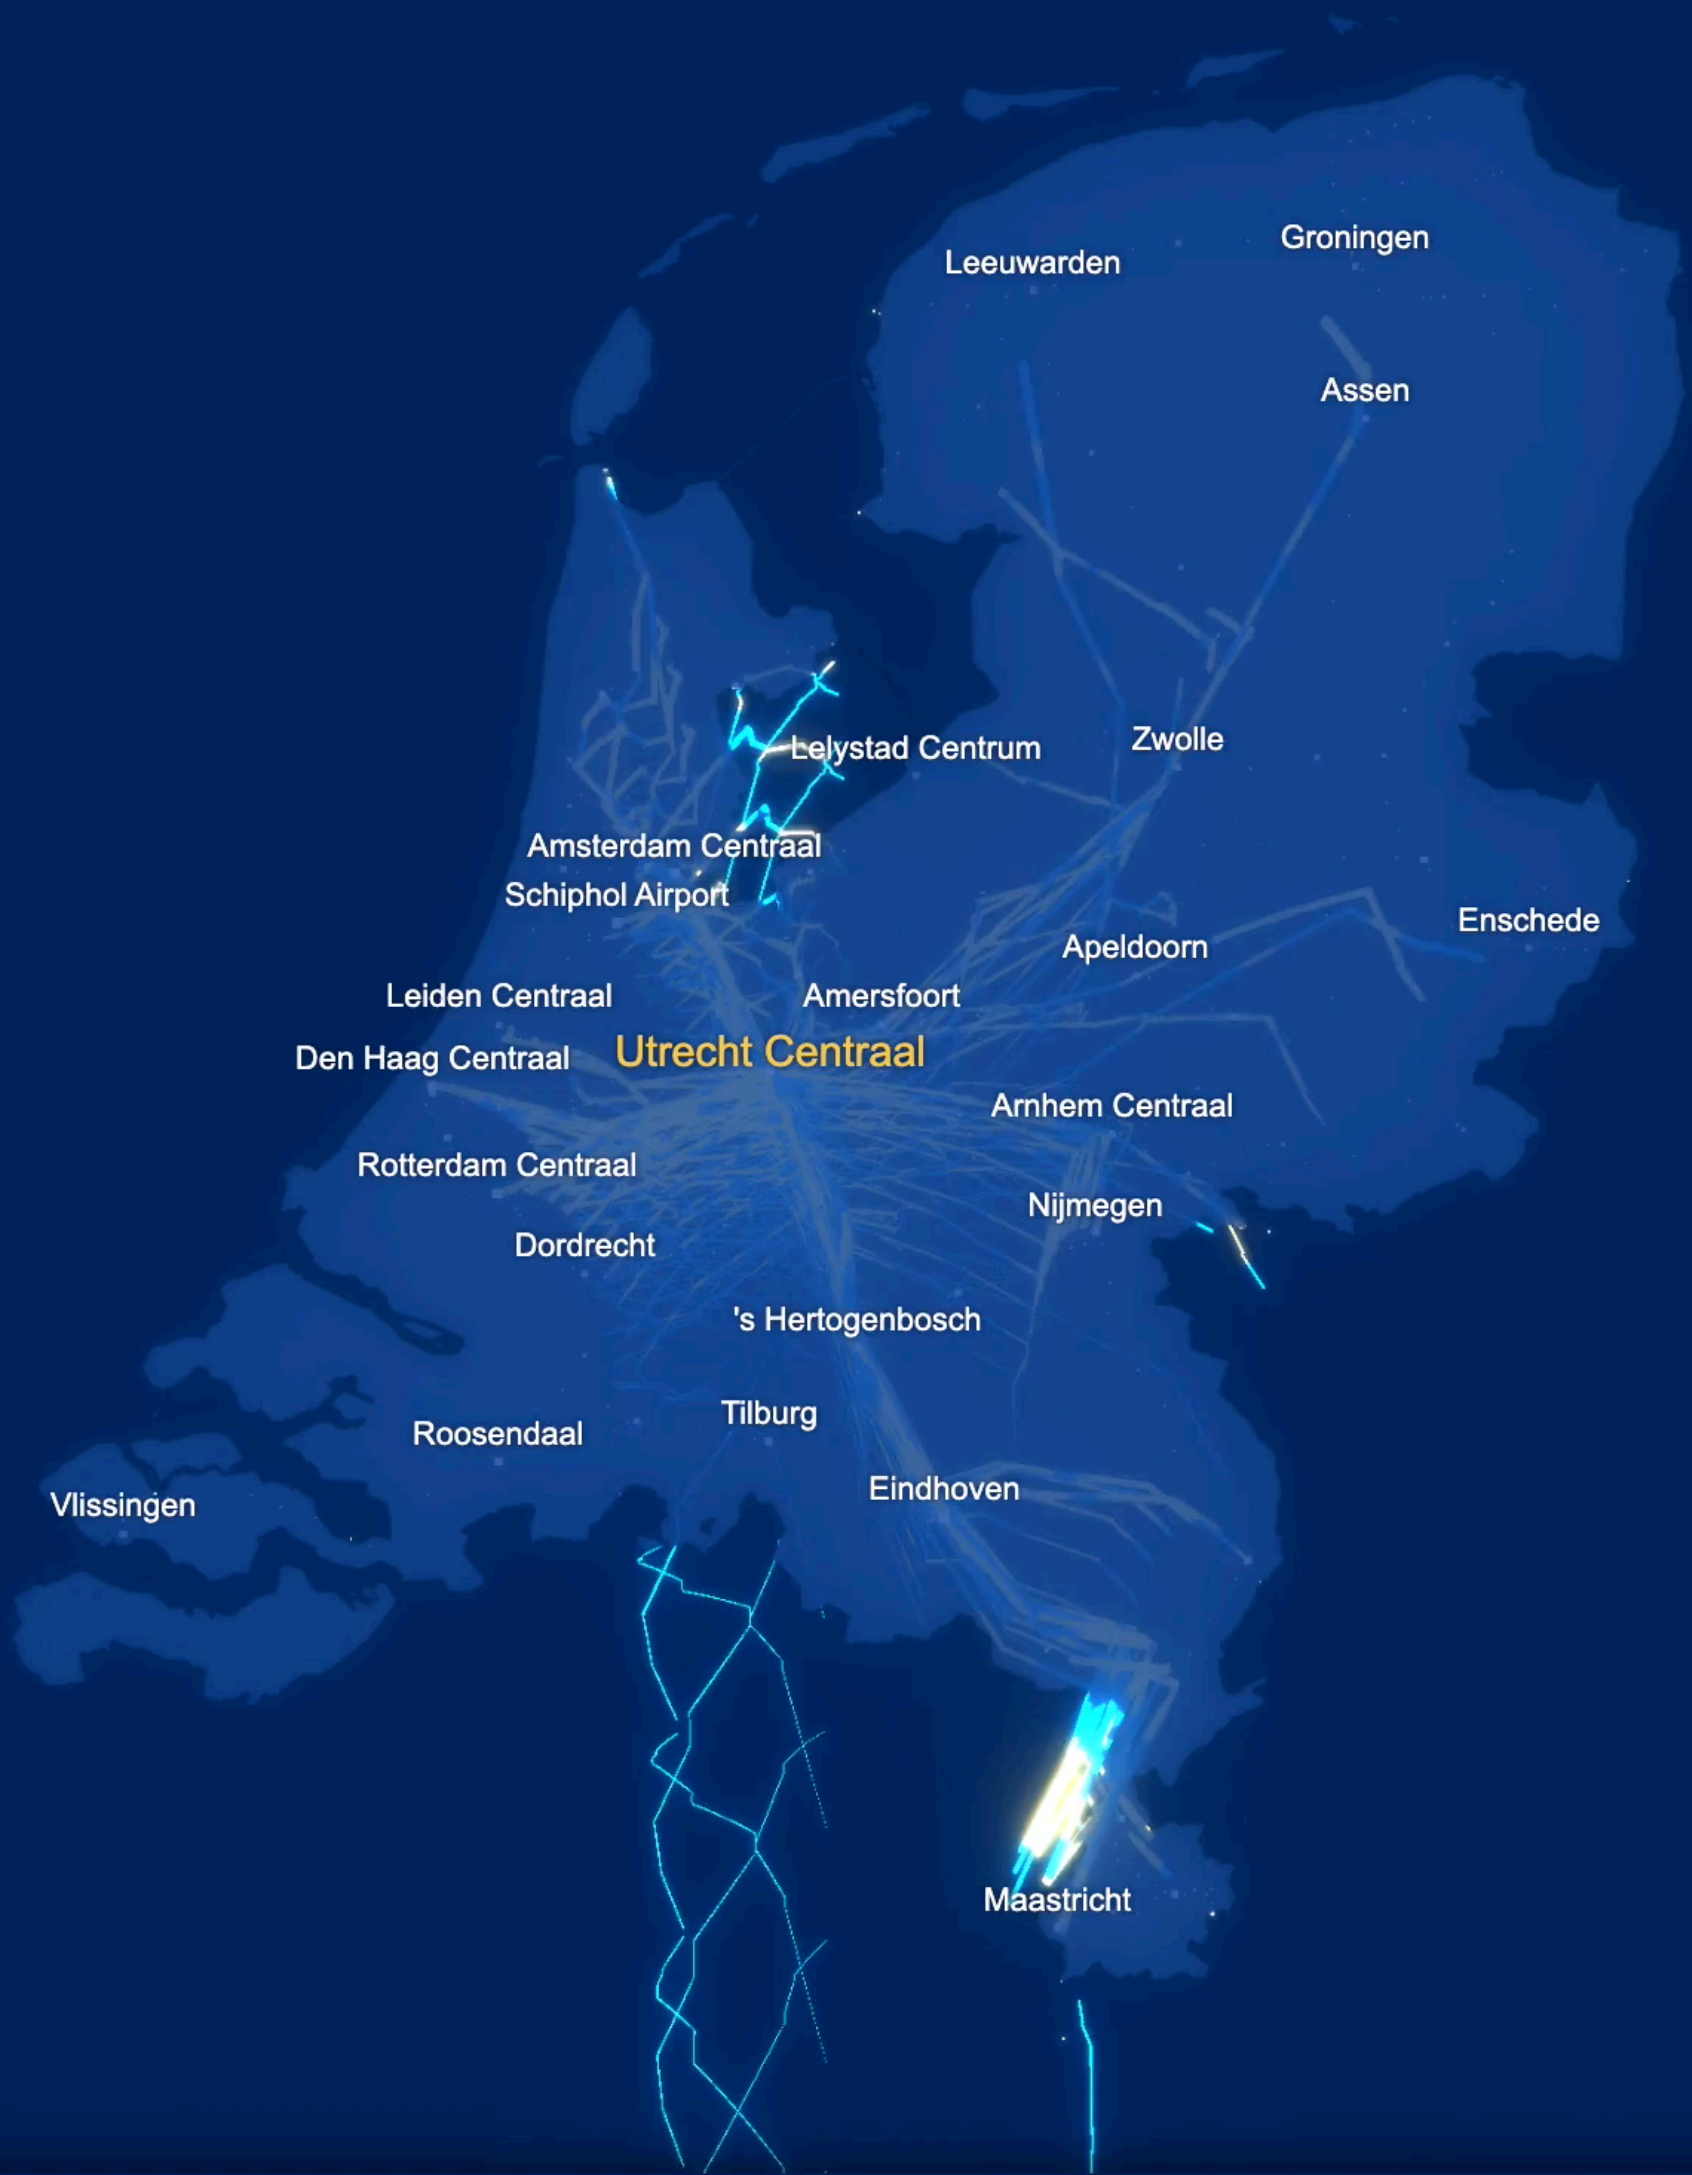 Groningen
Leeuwarden
Assen
Zwolle
Lelystad Centrum
Amsterdam Centraal
Schiphol Airport
Enschede
Apeldoorn
Leiden Centraal
Amersfoort
Utrecht Centraal
Den Haag Centraal
Arnhem Centraal
Rotterdam Centraal
Nijmegen
Dordrecht
's Hertogenbosch
Tilburg
Roosendaal
Eindhoven
Vlissingen
Maastricht